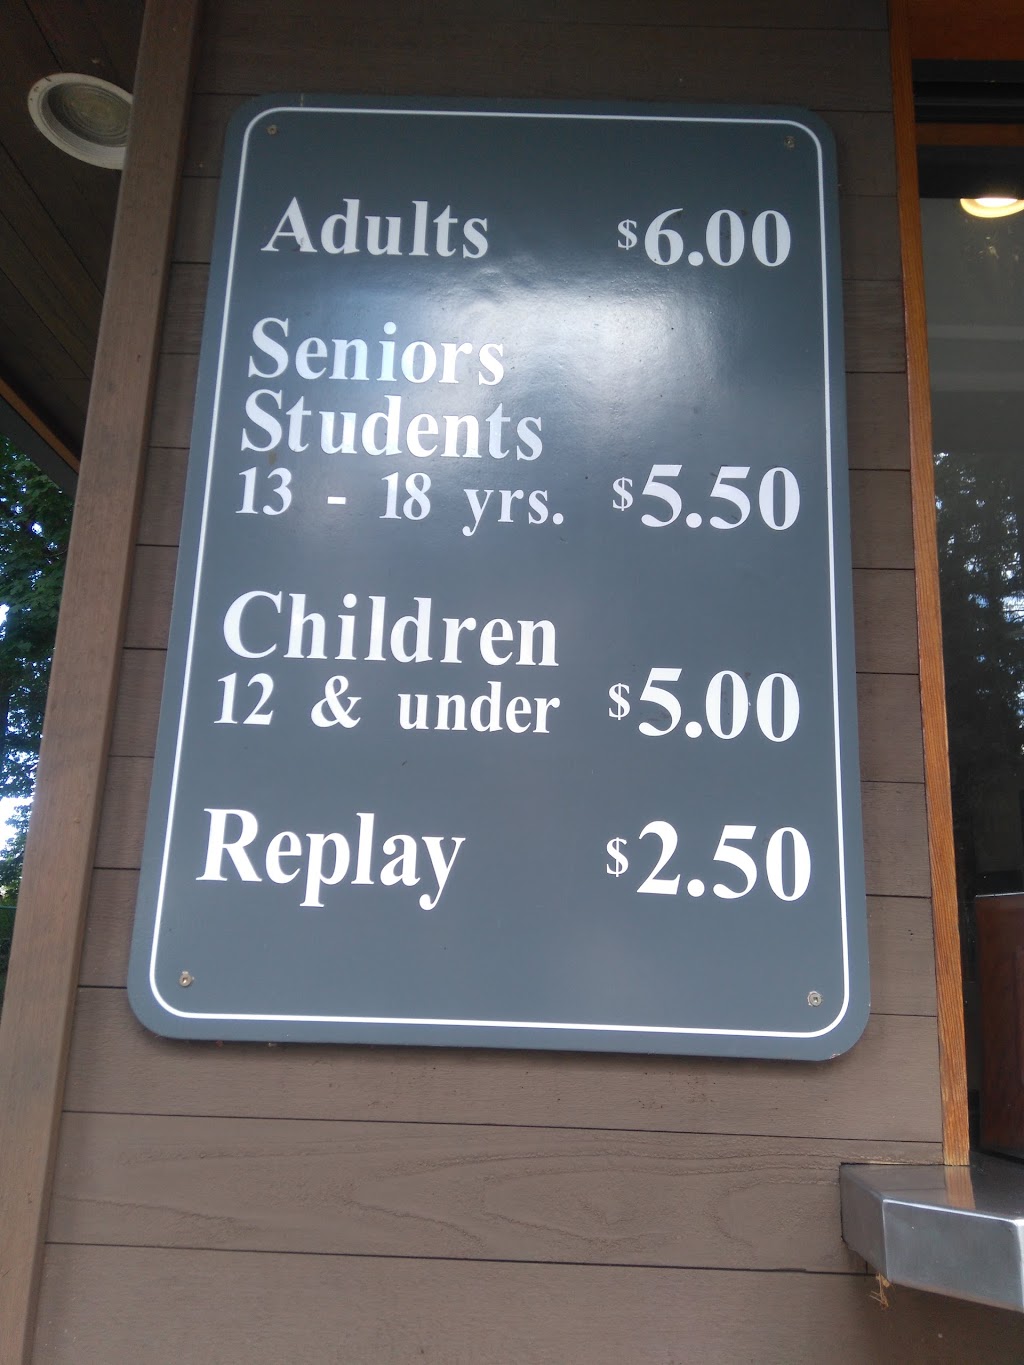 Adults $6.00
Seniors
Students
13 - 18 yrs. $5.50
Children
12 & under $5.00
Replay $2.50